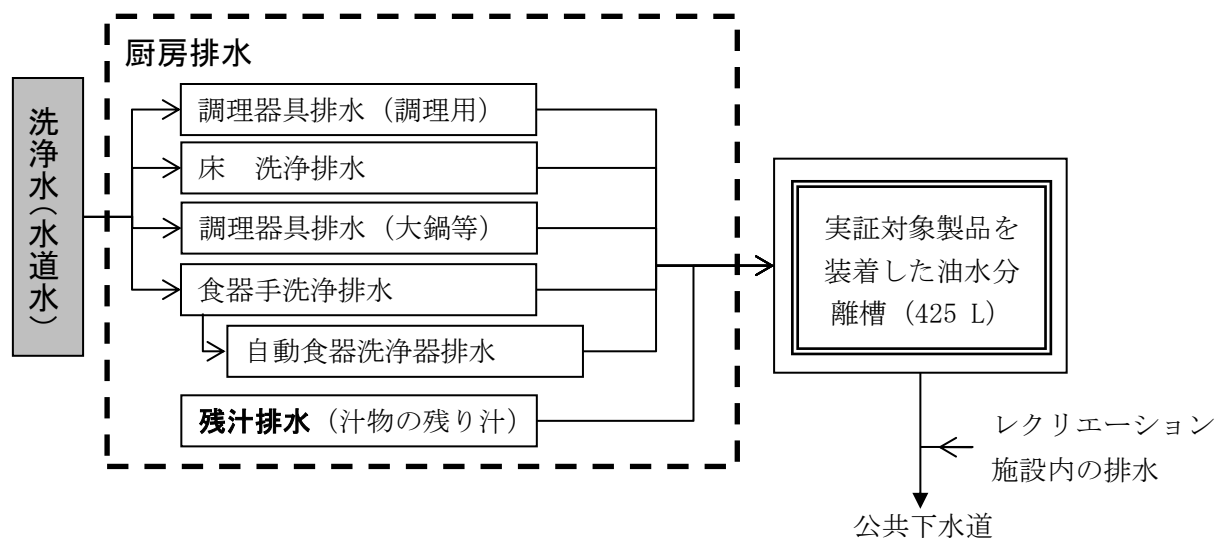 厨房排水
洗浄水（水道水）
調理器具排水（調理用）
床　洗浄排水
調理器具排水（大鍋等）
食器手洗浄排水
自動食器洗浄器排水
残汁排水（汁物の残り汁）
実証対象製品を
装着した油水分
離槽（425 L）
レクリエーション
施設内の排水
公共下水道